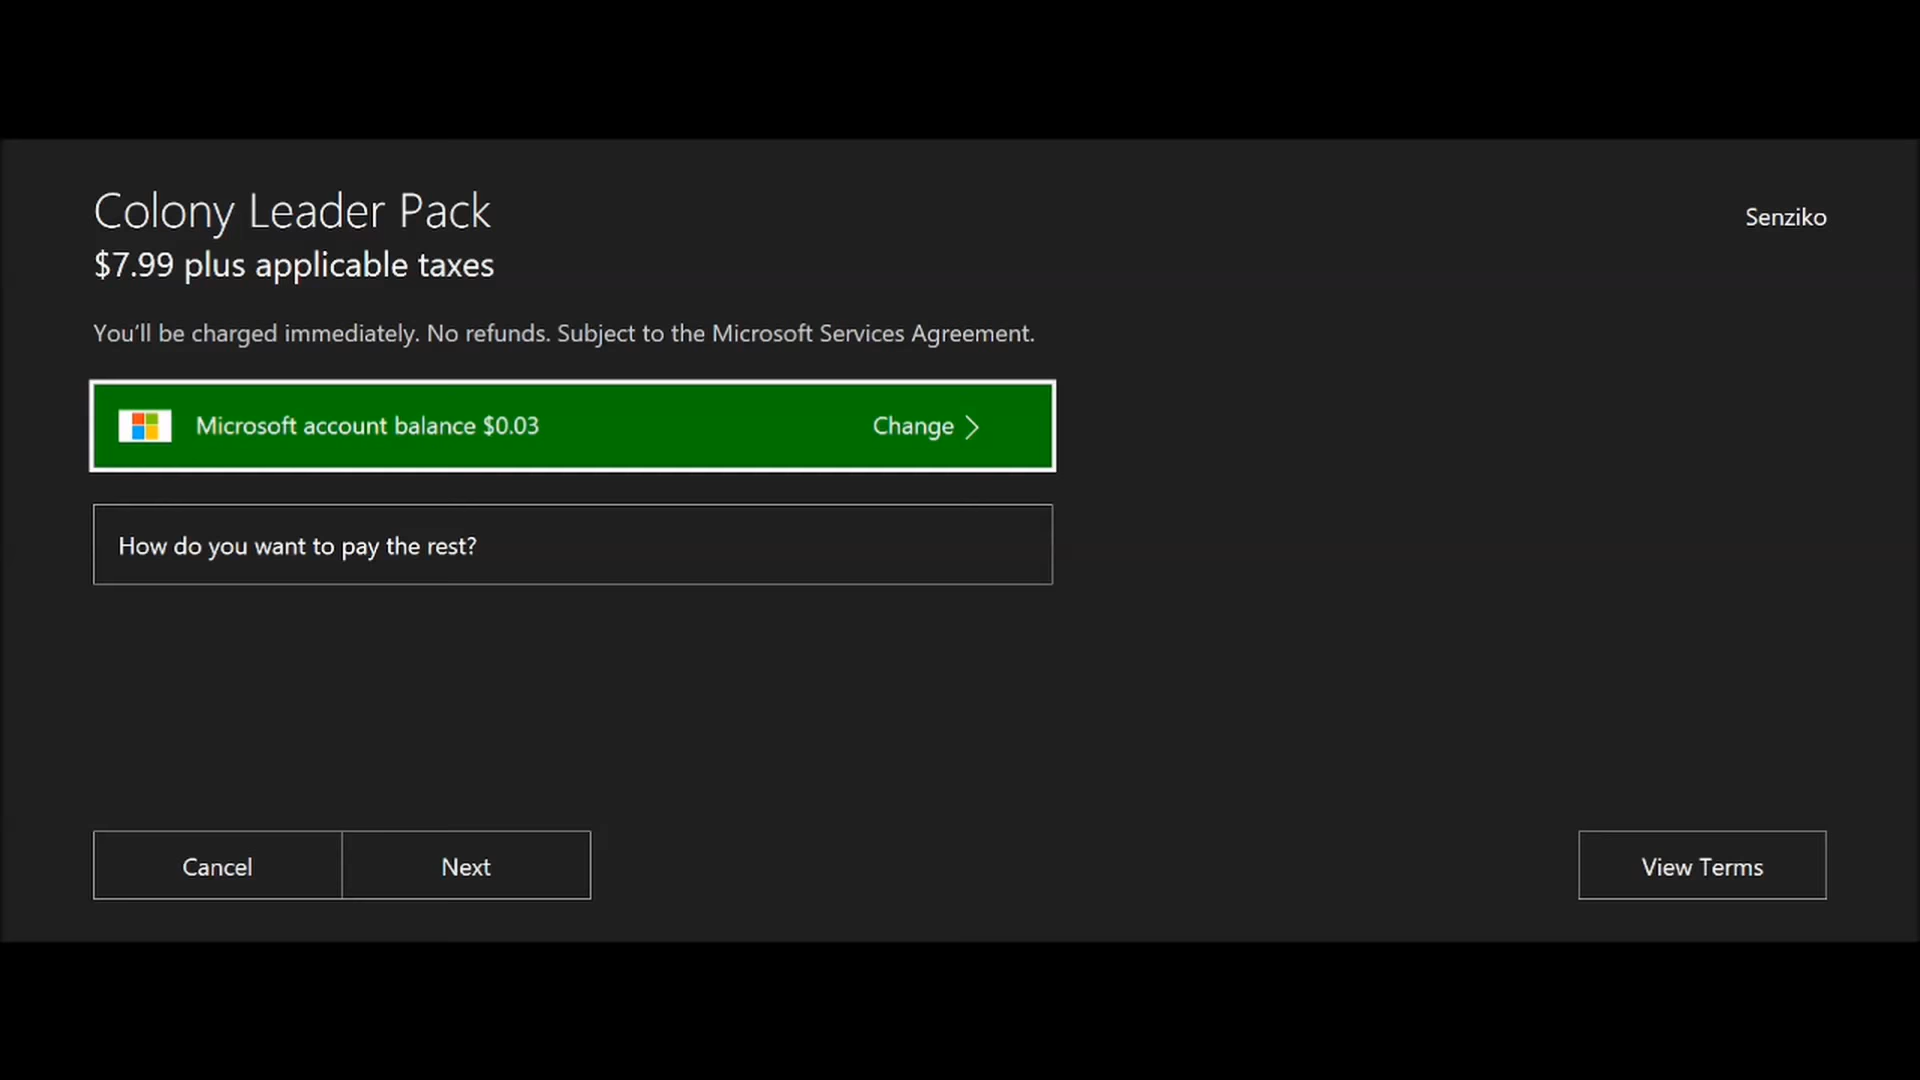 Colony Leader Pack
Senziko
$7.99 plus applicable taxes
You'll be charged immediately. No refunds. Subject to the Microsoft Services Agreement.
Microsoft account balance $0.03 Change >
How do you want to pay the rest?
Cancel Next View Terms